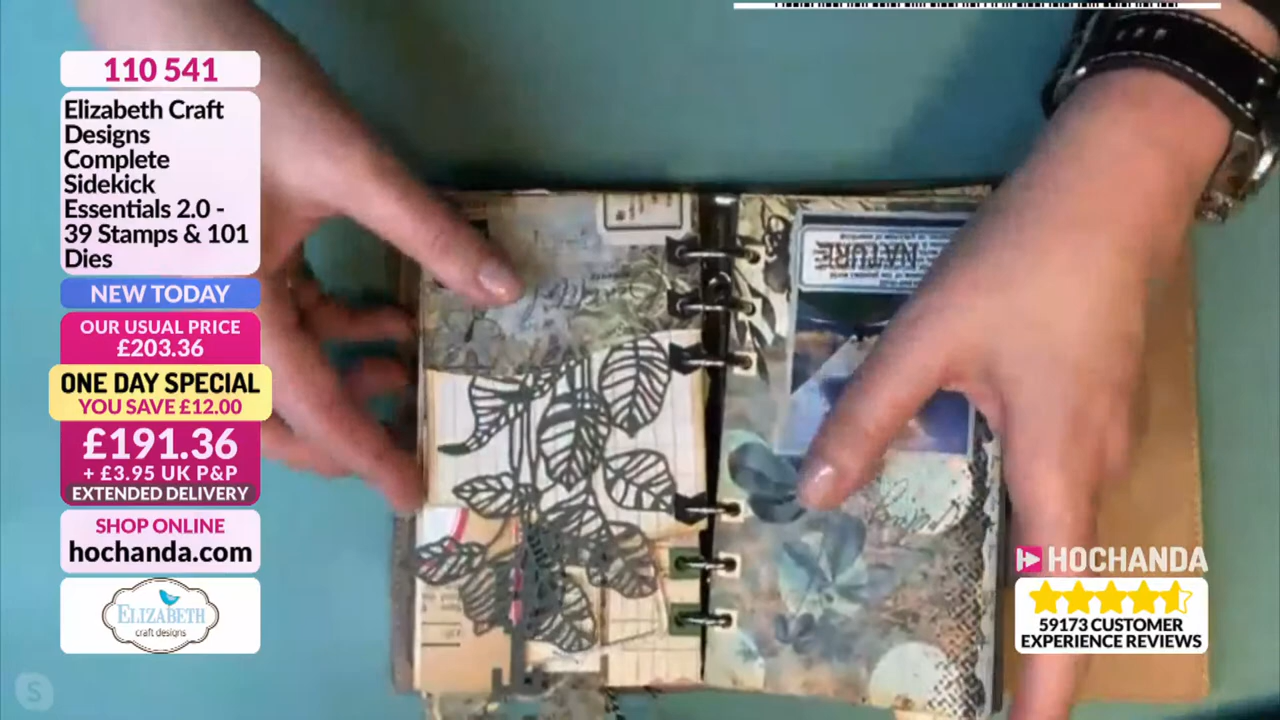 110 541
Elizabeth Craft
Designs
Complete
Sidekick
Essentials 2.0 -
39 Stamps & 101
Dies
NEW TODAY
OUR USUAL PRICE
£203.36
ONE DAY SPECIAL
YOU SAVE £12.00
£191.36
+ £3.95 UK P&P
EXTENDED DELIVERY
SHOP ONLINE
hochanda.com
ELIZABETH
craft designs
NATURE
HOCHANDA
59173 CUSTOMER
EXPERIENCE REVIEWS
S